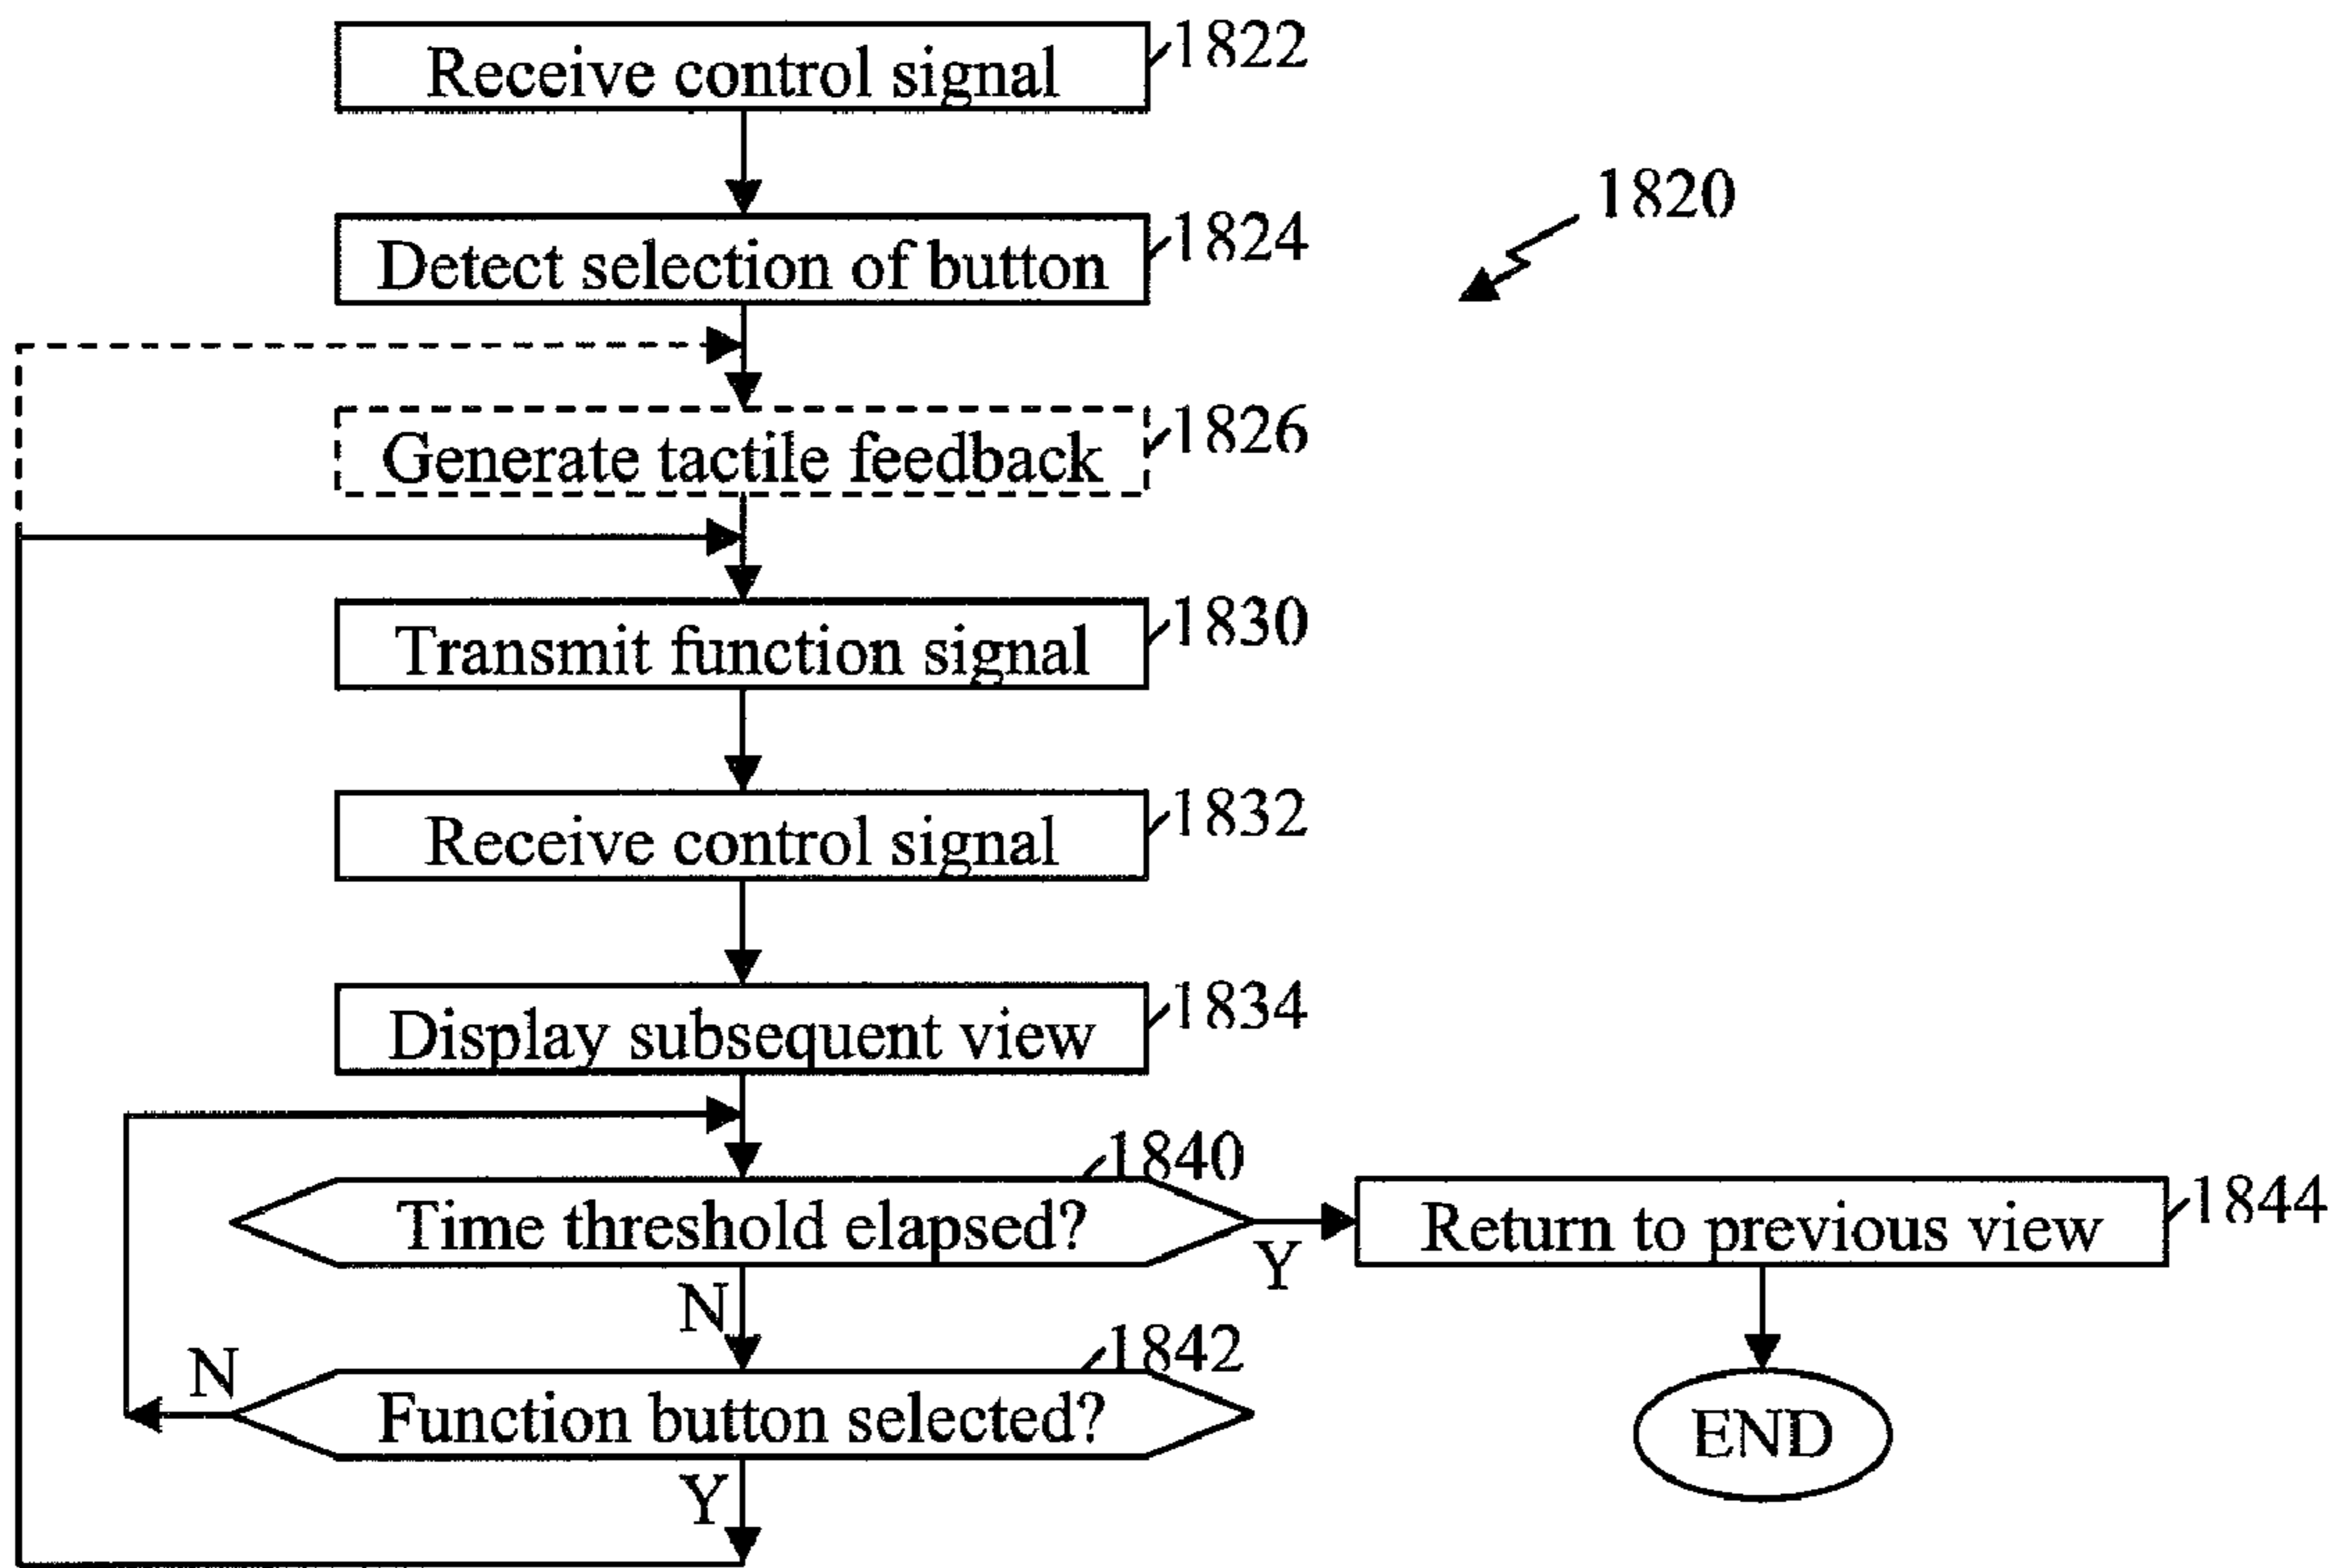 Receive control signal 1822
1820
Detect selection of button 1824
Generate tactile feedback 1826
Transmit function signal 1830
Receive control signal 1832
Display subsequent view 1834
1840
Time threshold elapsed?
Y
Return to previous view 1844
N
1842
N
Function button selected?
END
Y